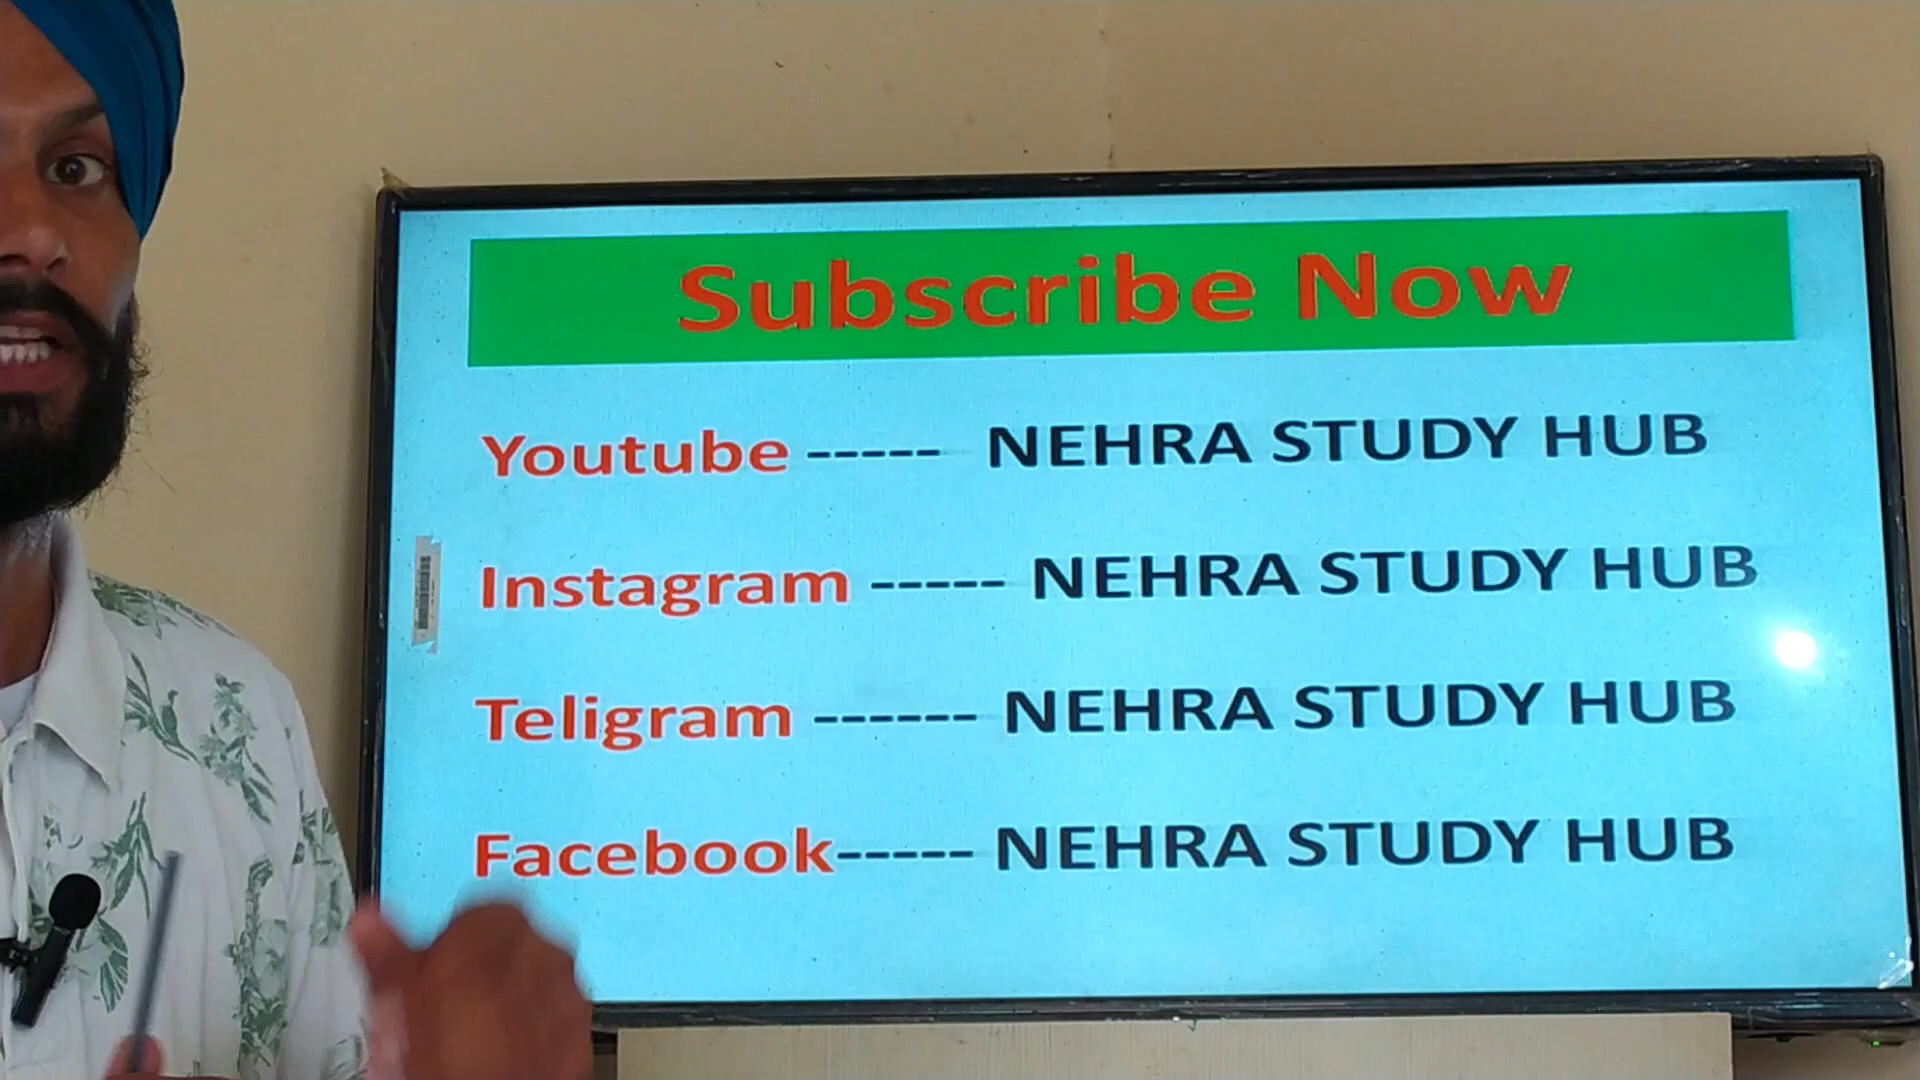 Subscribe Now
Youtube ----- NEHRA STUDY HUB
Instagram ----- NEHRA STUDY HUB
Teligram ------ NEHRA STUDY HUB
Facebook----- NEHRA STUDY HUB